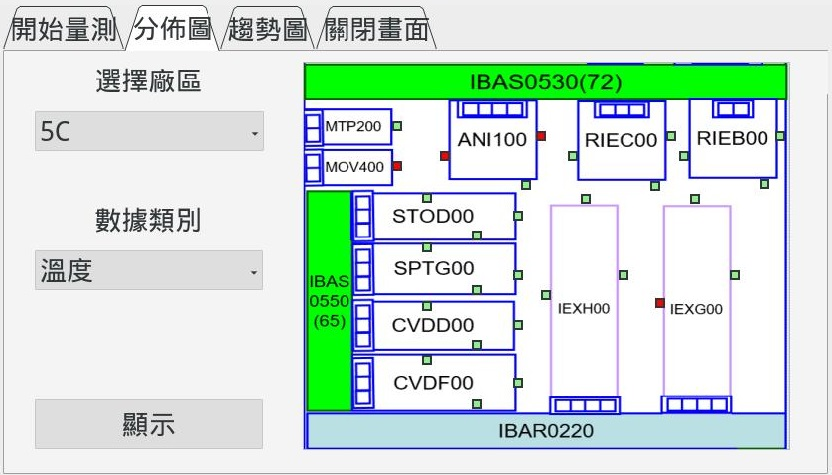 開始量測 分佈圖 趨勢圖 關閉畫面
選擇廠區
5C
數據類別
溫度
顯示
IBAS0530(72)
MTP200
MOV400
ANI100
RIEC00
RIEB00
STOD00
SPTG00
CVDD00
CVDF00
IBAS
0550
(65)
IEXH00
IEXG00
IBAR0220